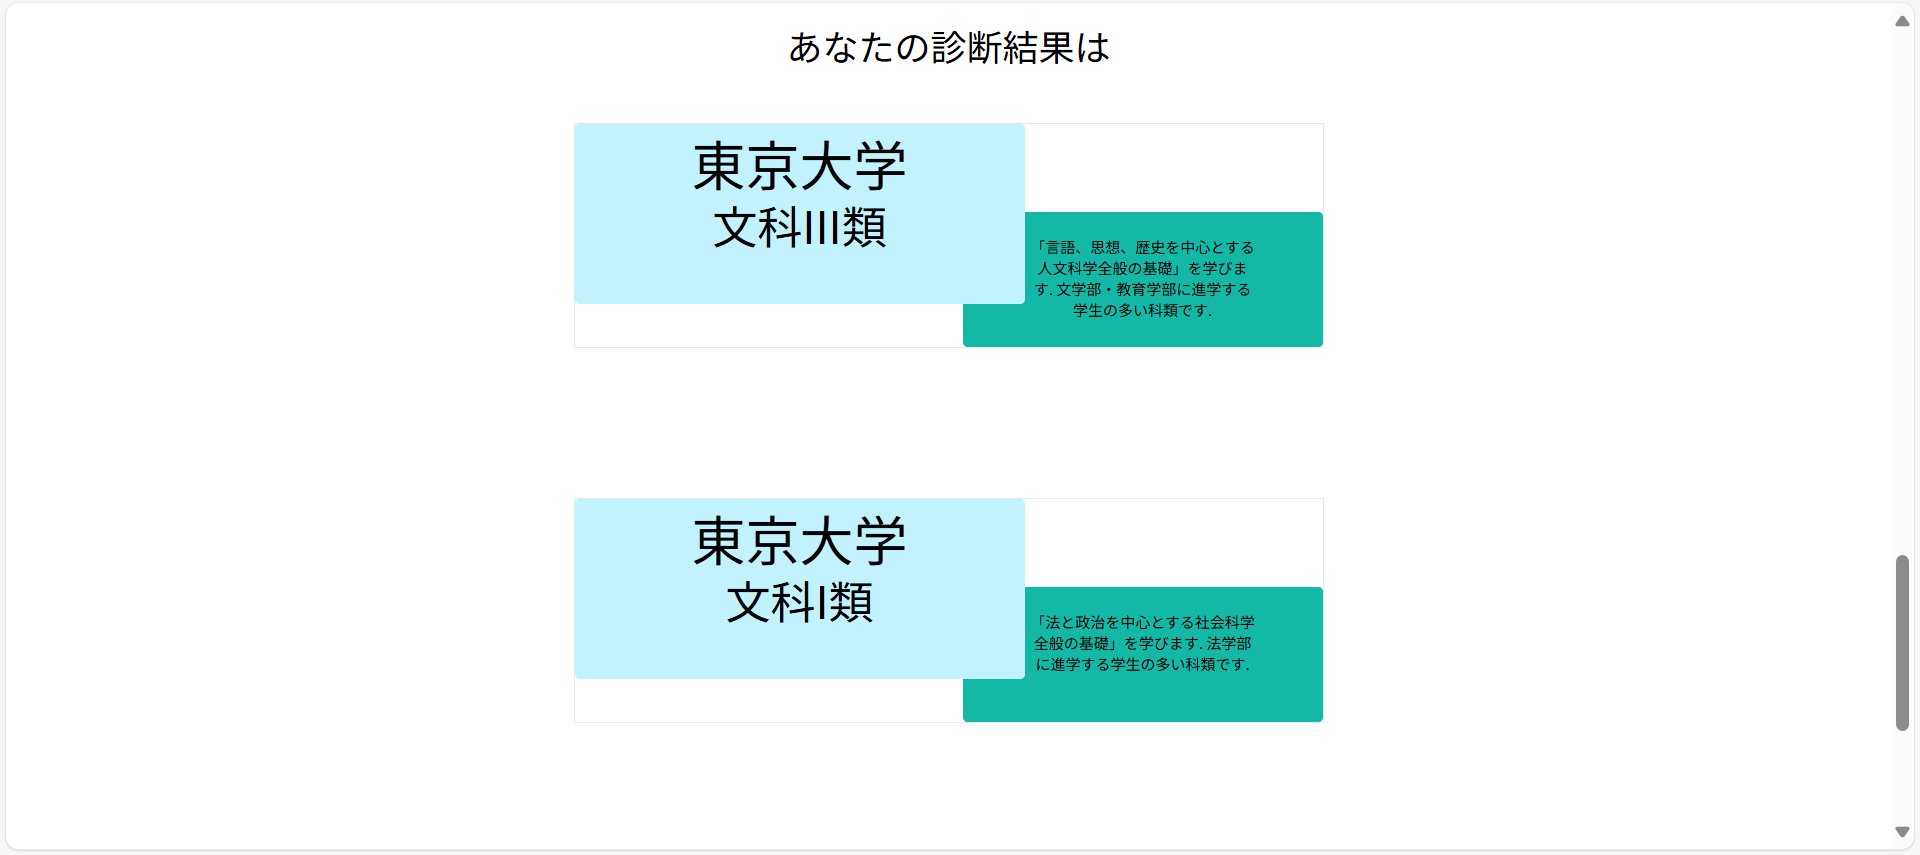 あなたの診断結果は
東京大学
文科III類
「言語、思想、歴史を中心とする
人文科学全般の基礎」を学びま
す. 文学部・教育学部に進学する
学生の多い科類です.
東京大学
文科I類
「法と政治を中心とする社会科学
全般の基礎」を学びます. 法学部
に進学する学生の多い科類です.